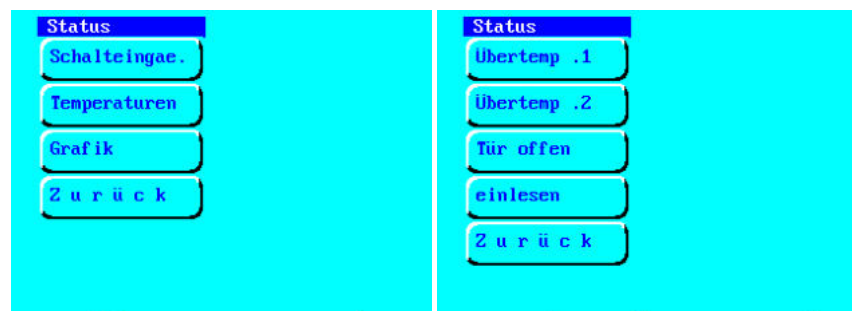 Status
Schalteingae.
Temperaturen
Grafik
Z u r ü c k
Status
Übertemp .1
Übertemp .2
Tür offen
einlesen
Z u r ü c k